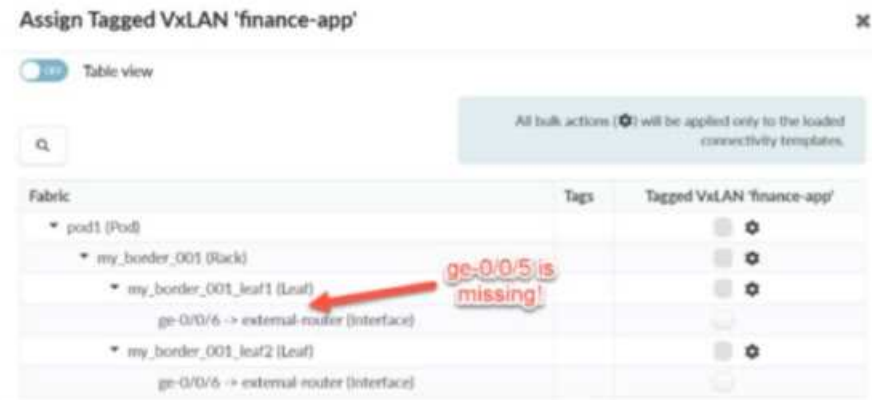 Assign Tagged VxLAN 'finance-app'
OFF Table view
All bulk actions ( ) will be applied only to the loaded
connectivity templates.
Fabric Tags Tagged VxLAN 'finance-app'
pod1 (Pod)
my_border_001 (Rack)
my_border_001_leaf1 (Leaf)
ge-0/0/5 is
missing!
ge-0/0/6 -> external-router (Interface)
my_border_001_leaf2 (Leaf)
ge-0/0/6 -> external-router (Interface)